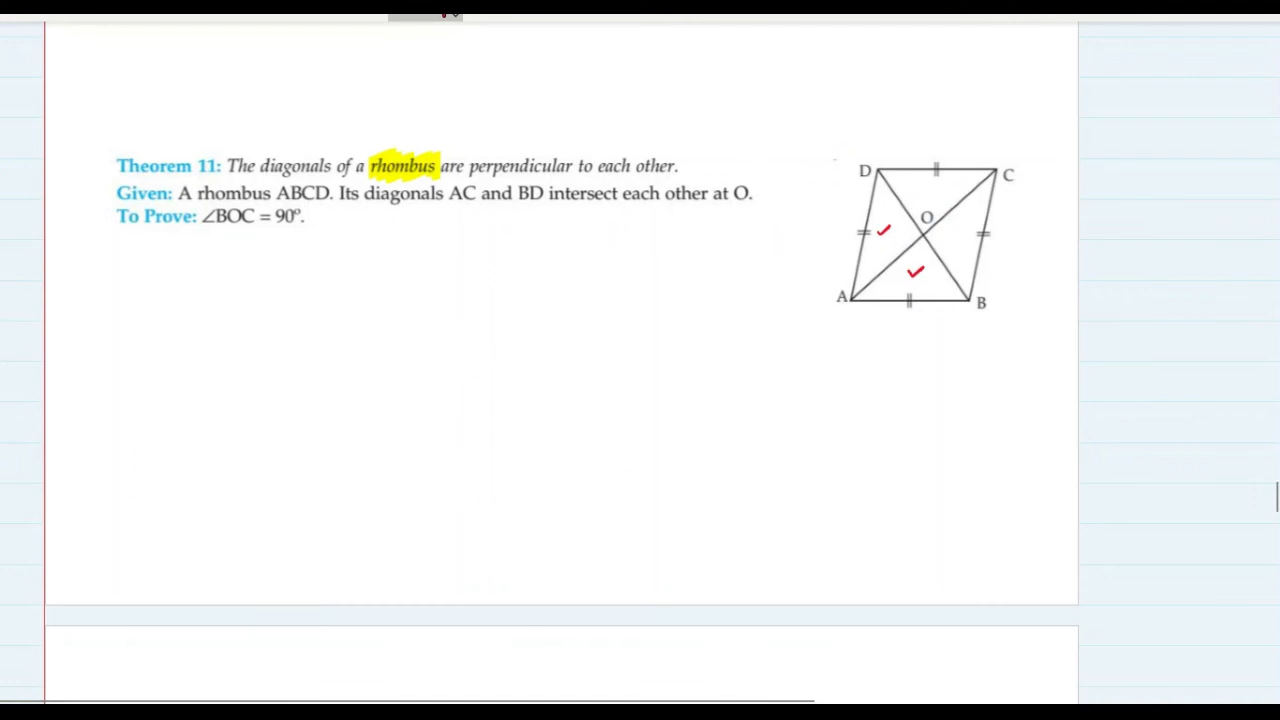 Theorem 11: The diagonals of a rhombus are perpendicular to each other.
Given: A rhombus ABCD. Its diagonals AC and BD intersect each other at O.
To Prove: ∠BOC = 90º.
D
C
O
A
B